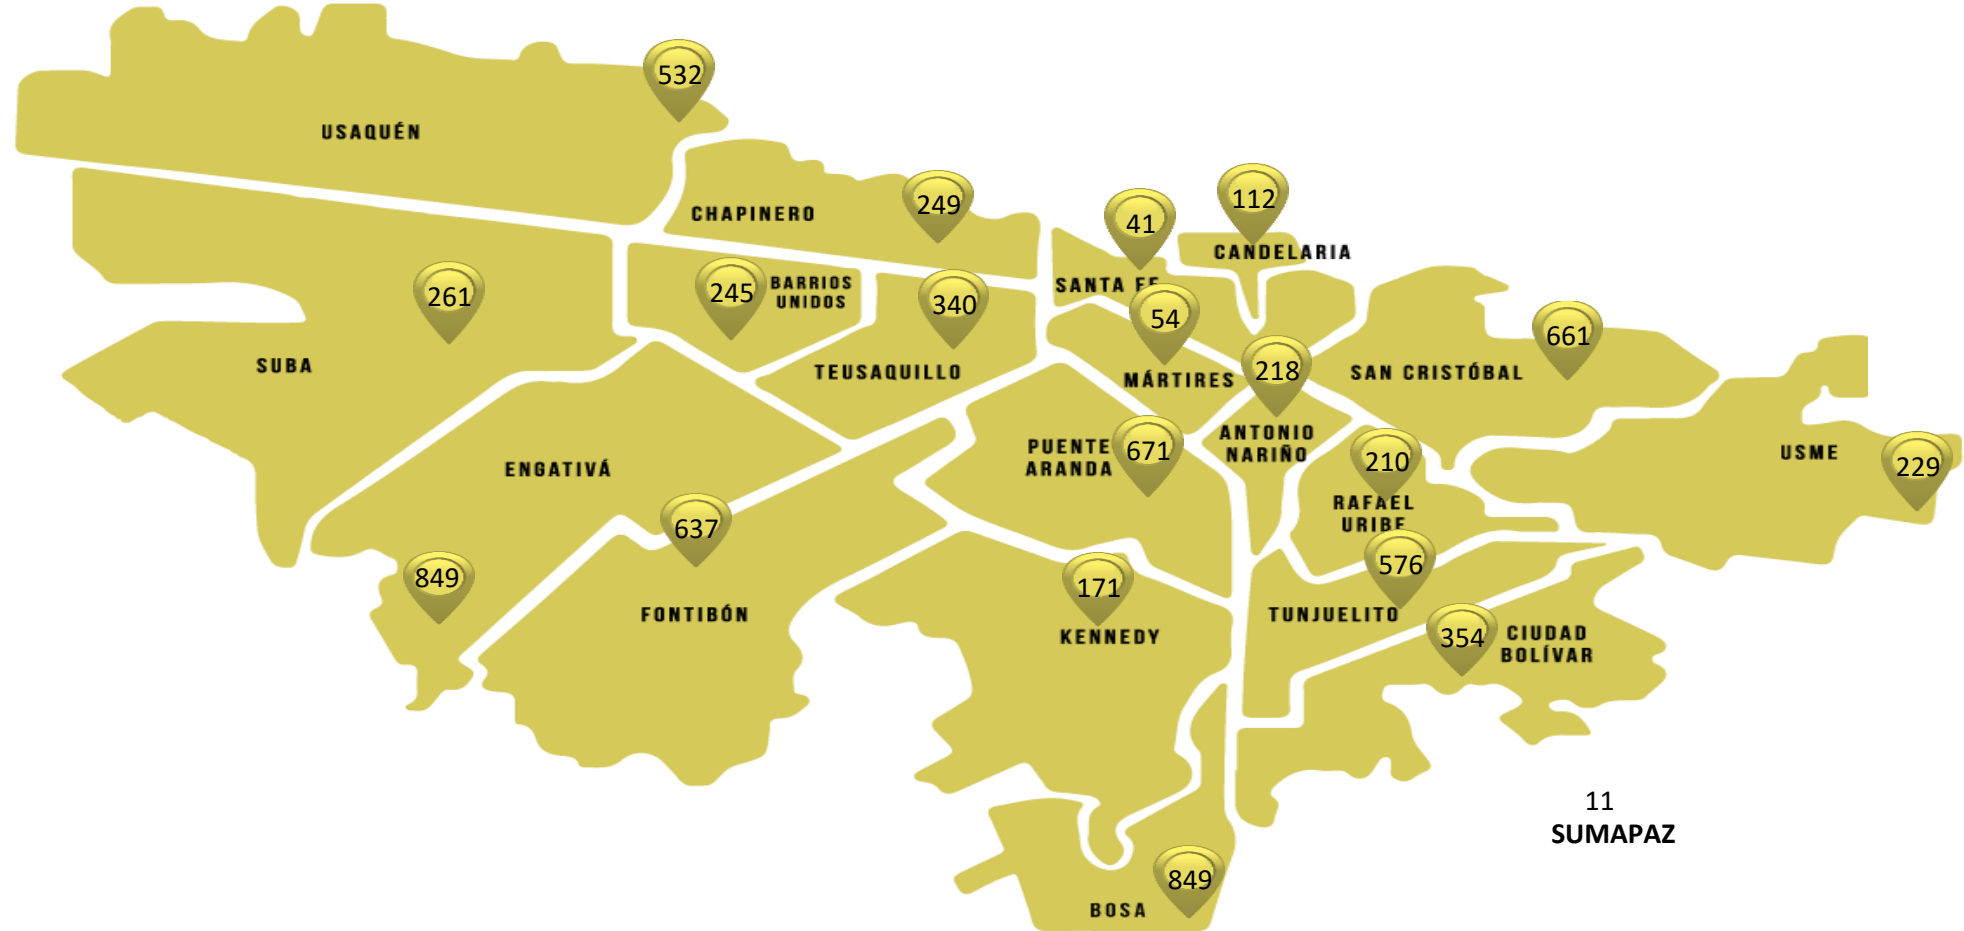 532
USAQUÉN
112
249
41
CHAPINERO
CANDELARIA
BARRIOS
UNIDOS
245
SANTA FE
261
340
54
661
SUBA
TEUSAQUILLO
MÁRTIRES
218
SAN CRISTÓBAL
ANTONIO
NARIÑO
PUENTE
ARANDA
671
USME
210
229
ENGATIVÁ
RAFAEL
URIBE
637
576
849
171
FONTIBÓN
TUNJUELITO
KENNEDY
354
CIUDAD
BOLÍVAR
11
SUMAPAZ
849
BOSA